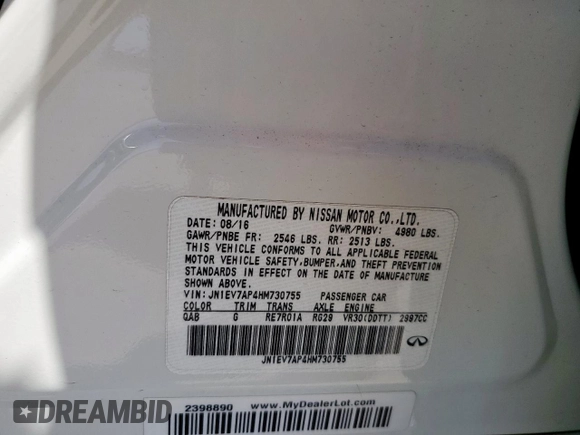 MANUFACTURED BY NISSAN MOTOR CO.,LTD.
DATE: 08/16 GVWR/PNBV: 4980 LBS.
GAWR/PNBE FR: 2546 LBS. RR: 2513 LBS.
THIS VEHICLE CONFORMS TO ALL APPLICABLE FEDERAL
MOTOR VEHICLE SAFETY,BUMPER,AND THEFT PREVENTION
STANDARDS IN EFFECT ON THE DATE OF MANUFACTURE
SHOWN ABOVE.
VIN: JN1EV7AP4HM730755 PASSENGER CAR
COLOR TRIM TRANS AXLE ENGINE
QAB G RE7R01A RG29 VR30(DDTT) 2997CC
JN1EV7AP4HM730755
2398890 www.MyDealerLot.com
DREAMBID